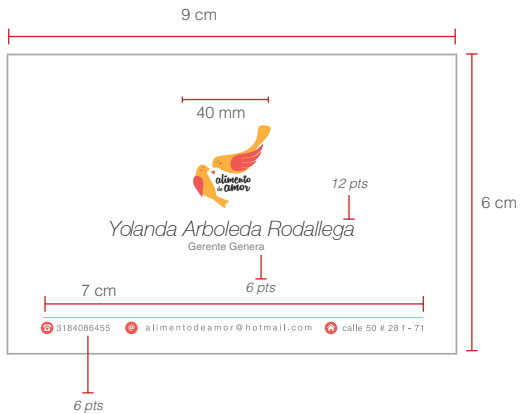 9 cm
40 mm
alimento
de amor
12 pts
Yolanda Arboleda Rodallega
Gerente Genera
6 cm
6 pts
7 cm
3184086455 @ alimentodeamor@hotmail.com calle 50 # 28 f - 71
6 pts